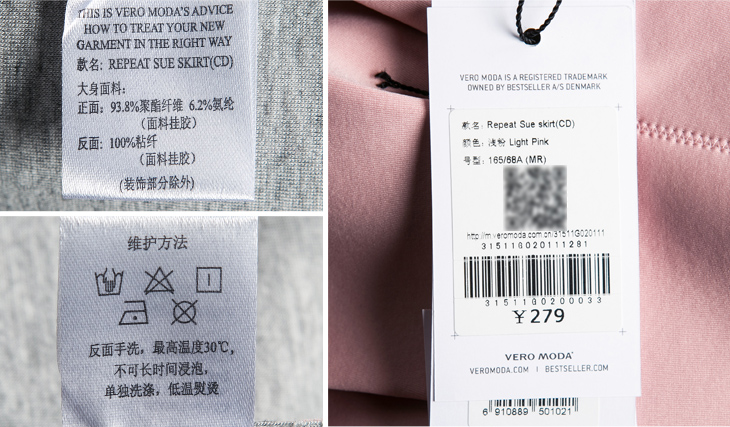 THIS IS VERO MODA'S ADVICE
HOW TO TREAT YOUR NEW
GARMENT IN THE RIGHT WAY
款名: REPEAT SUE SKIRT(CD)
大身面料:
正面: 93.8%聚酯纤维 6.2%氨纶
(面料挂胶)
反面: 100%粘纤
(面料挂胶)
(装饰部分除外)
维护方法
反面手洗，最高温度30℃，
不可长时间浸泡，
单独洗涤，低温熨烫
VERO MODA IS A REGISTERED TRADEMARK
OWNED BY BESTSELLER A/S DENMARK
款名: Repeat Sue skirt(CD)
颜色: 浅粉 Light Pink
号型: 165/68A (MR)
http://m.veromoda.com.cn/31511G020111
31511G020111281
31511G0200033
¥279
VERO MODA
VEROMODA.COM | BESTSELLER.COM
6 910889 501021